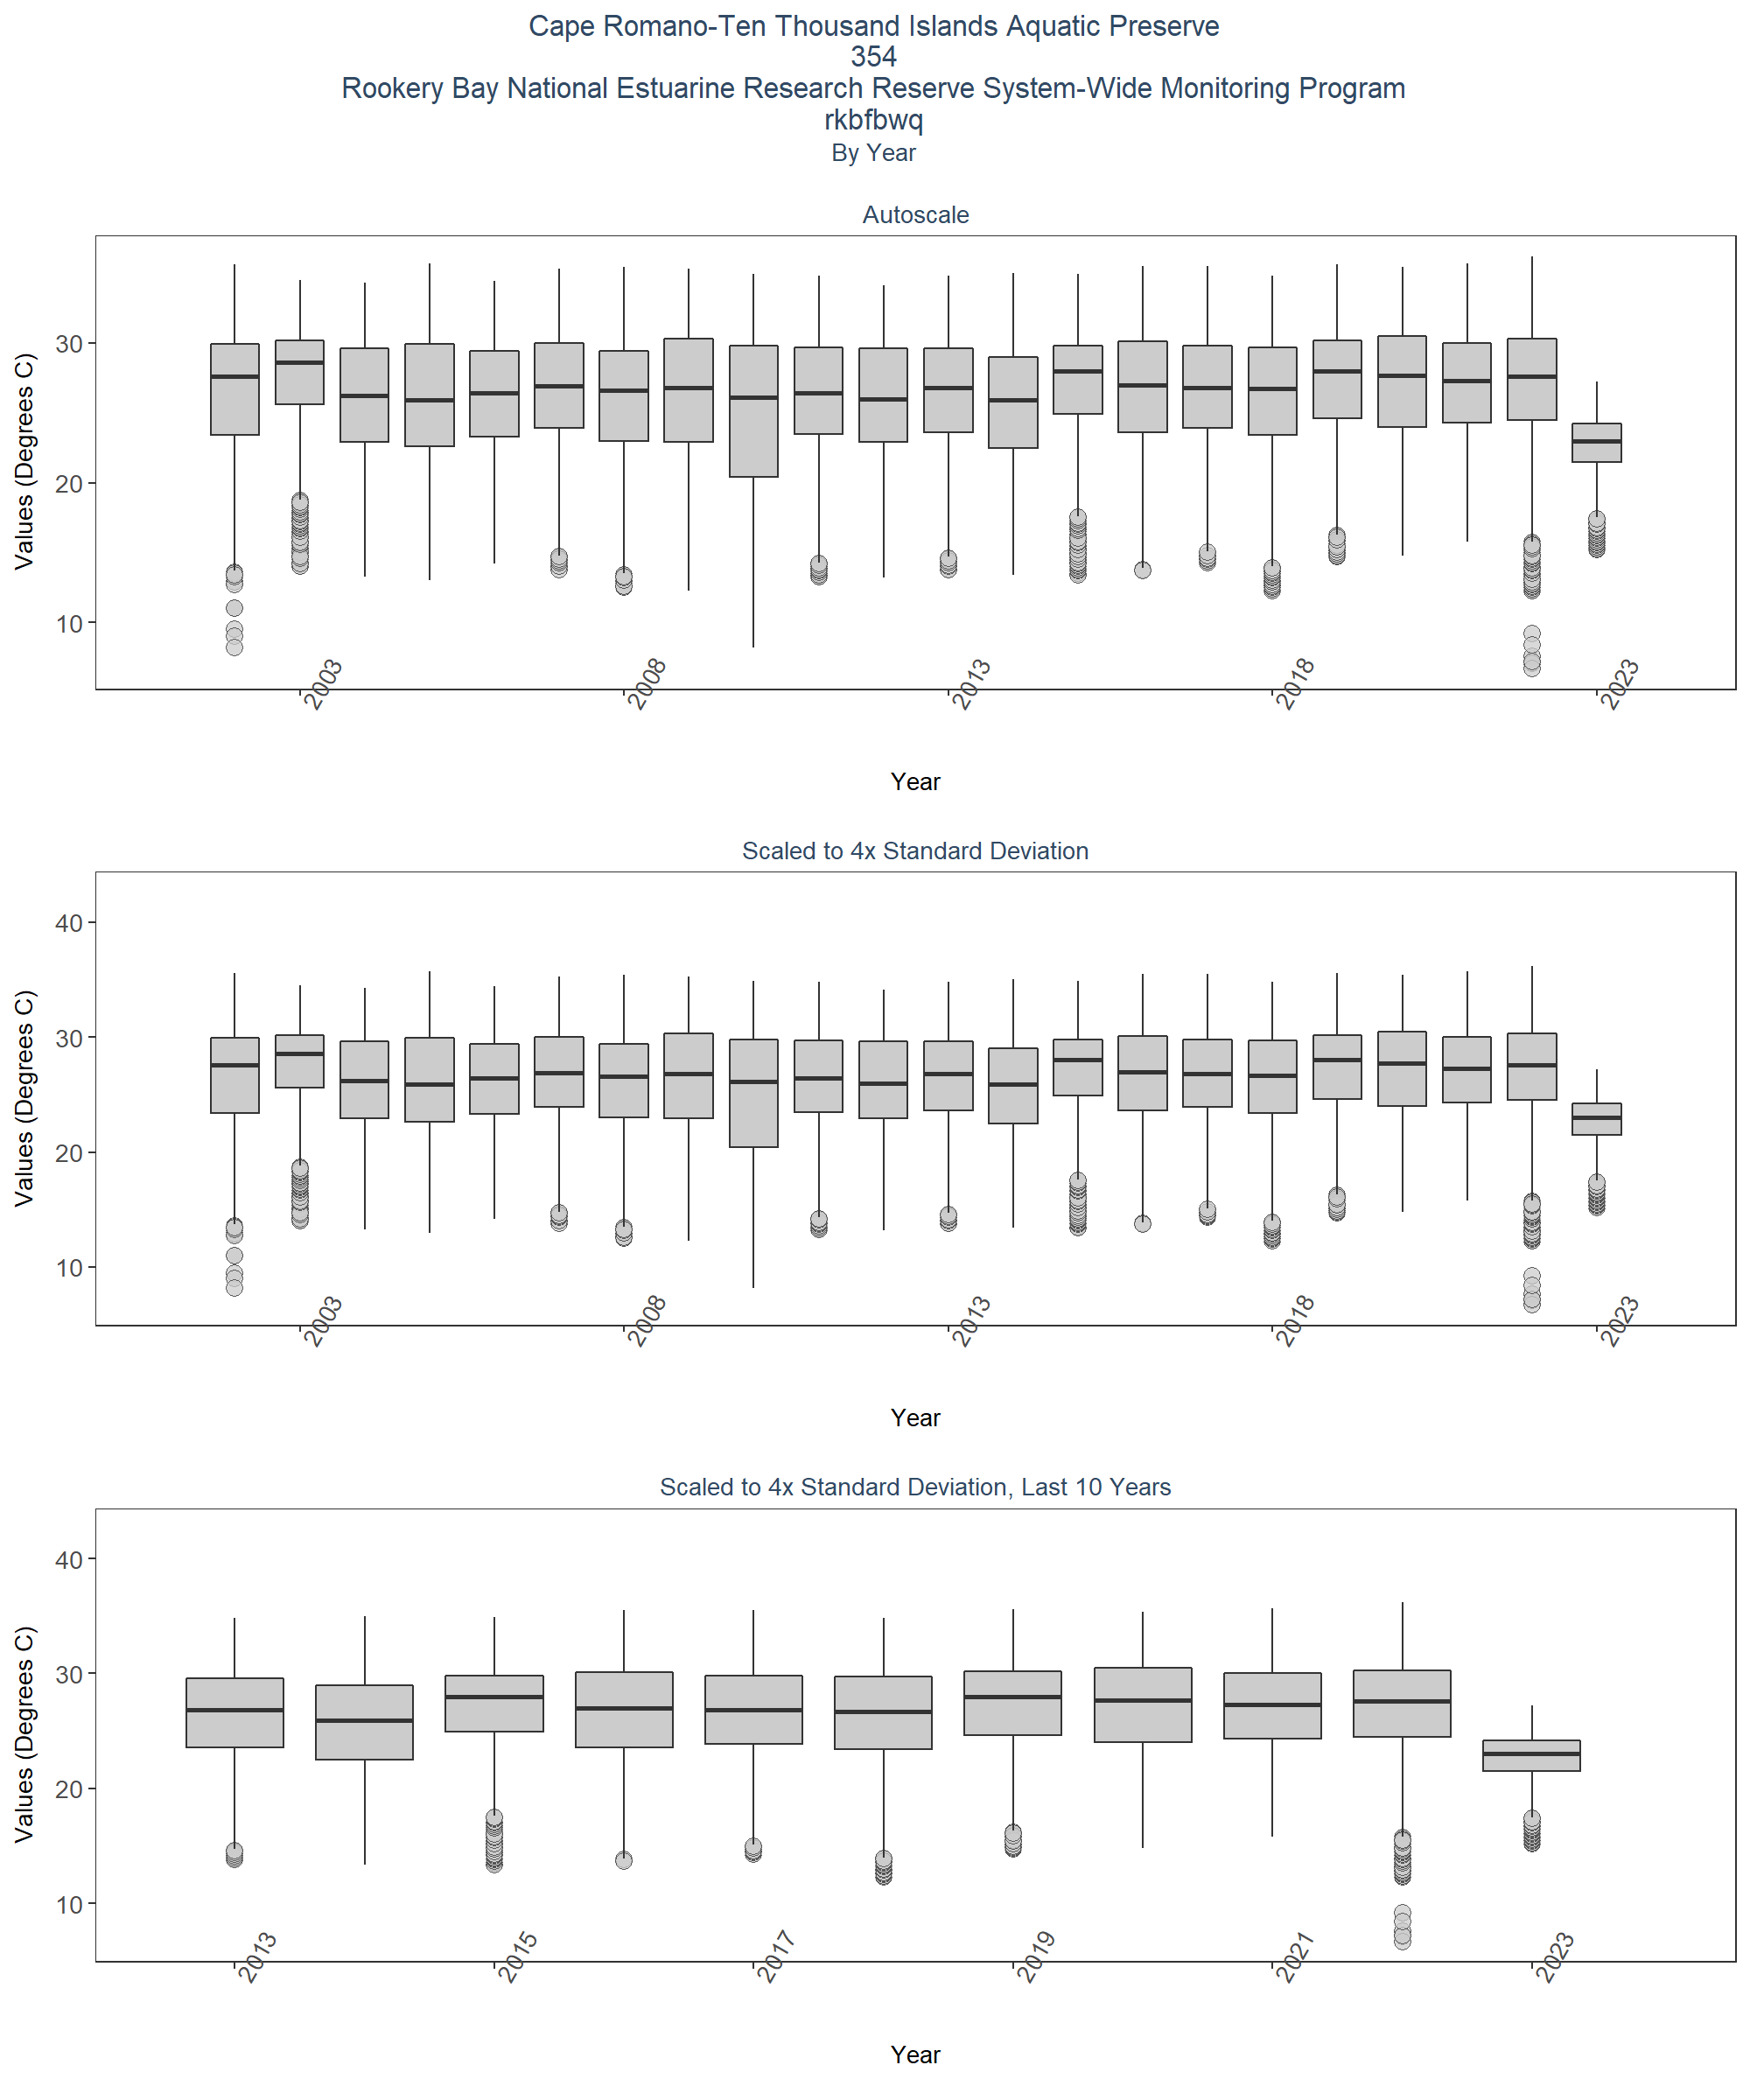 Cape Romano-Ten Thousand Islands Aquatic Preserve
354
Rookery Bay National Estuarine Research Reserve System-Wide Monitoring Program
rkbfbwq
By Year
Autoscale
Values (Degrees C)
30
20
10
2003 2008 2013 2018 2023
Year
Scaled to 4x Standard Deviation
Values (Degrees C)
40
30
20
10
2003 2008 2013 2018 2023
Year
Scaled to 4x Standard Deviation, Last 10 Years
Values (Degrees C)
40
30
20
10
2013 2015 2017 2019 2021 2023
Year